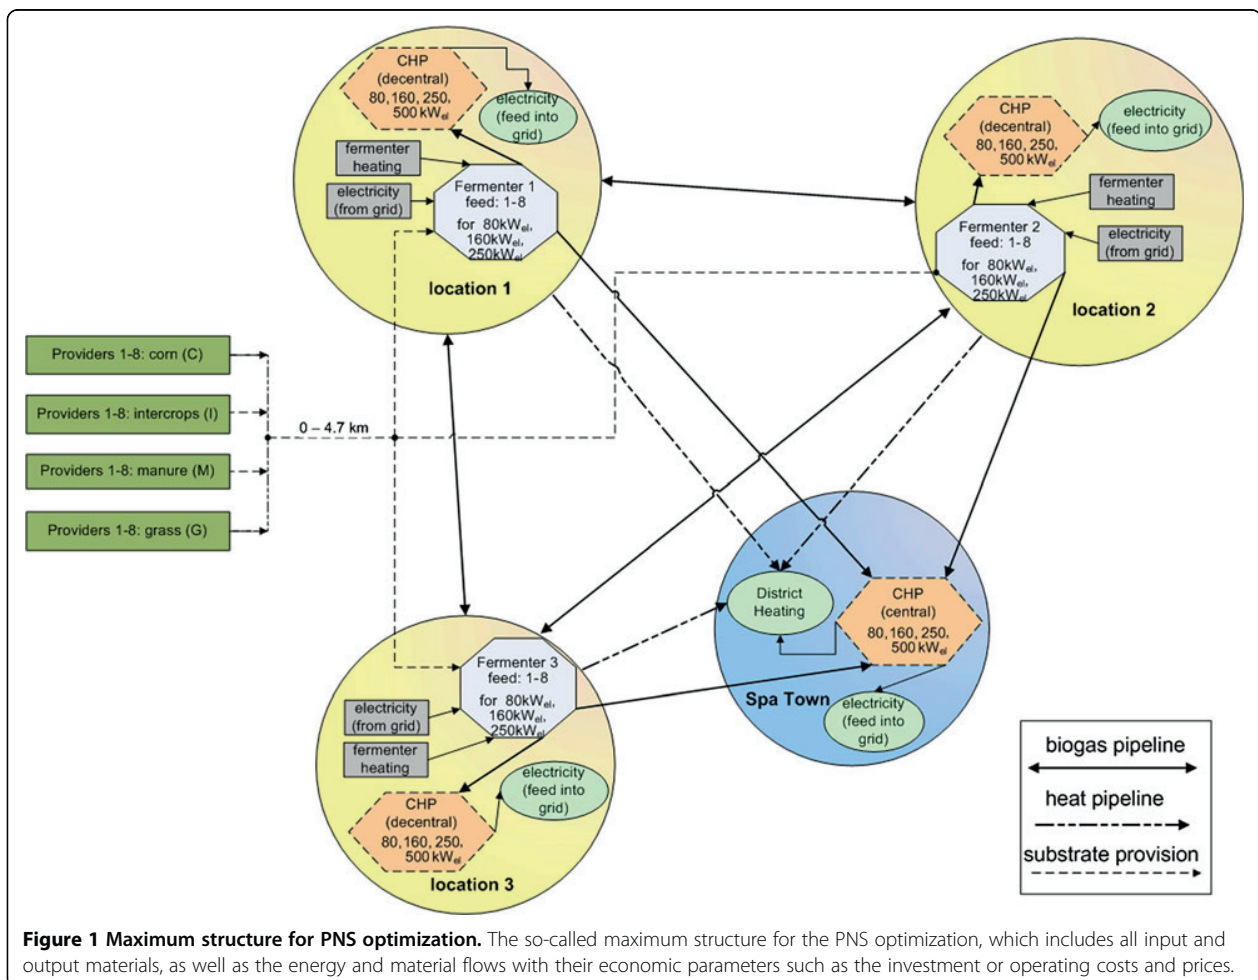 CHP
(decentral)
80, 160, 250,
500 kWel
electricity
(feed into
grid)
fermenter
heating
electricity
(from grid)
Fermenter 1
feed: 1-8
for 80kWel,
160kWel,
250kWel
location 1
CHP
(decentral)
80, 160, 250,
500 kWel
electricity
(feed into grid)
fermenter
heating
electricity
(from grid)
Fermenter 2
feed: 1-8
for 80kWel,
160kWel,
250kWel
location 2
Providers 1-8: corn (C)
Providers 1-8: intercrops (I)
Providers 1-8: manure (M)
Providers 1-8: grass (G)
0 – 4.7 km
District
Heating
CHP
(central)
80, 160, 250,
500 kWel
Spa Town
electricity
(feed into
grid)
Fermenter 3
feed: 1-8
for 80kWel,
160kWel,
250kWel
electricity
(from grid)
fermenter
heating
CHP
(decentral)
80, 160, 250,
500 kWel
electricity
(feed into
grid)
location 3
biogas pipeline
heat pipeline
substrate provision
Figure 1 Maximum structure for PNS optimization. The so-called maximum structure for the PNS optimization, which includes all input and
output materials, as well as the energy and material flows with their economic parameters such as the investment or operating costs and prices.